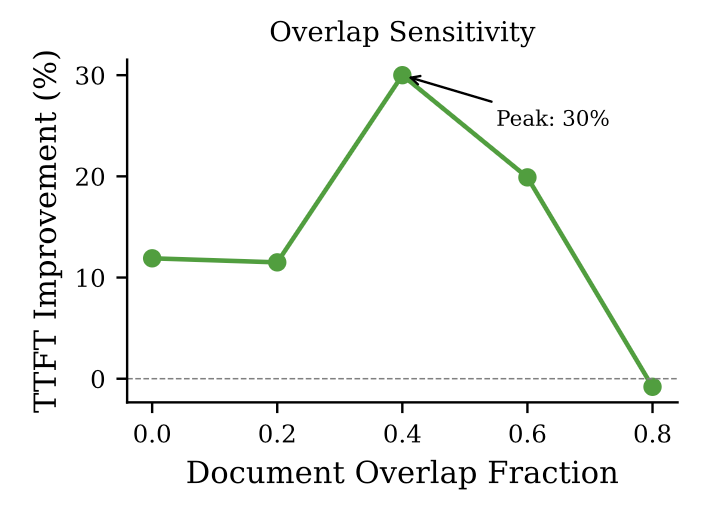 Overlap Sensitivity
TTFT Improvement (%)
30
20
10
0
Peak: 30%
0.0 0.2 0.4 0.6 0.8
Document Overlap Fraction